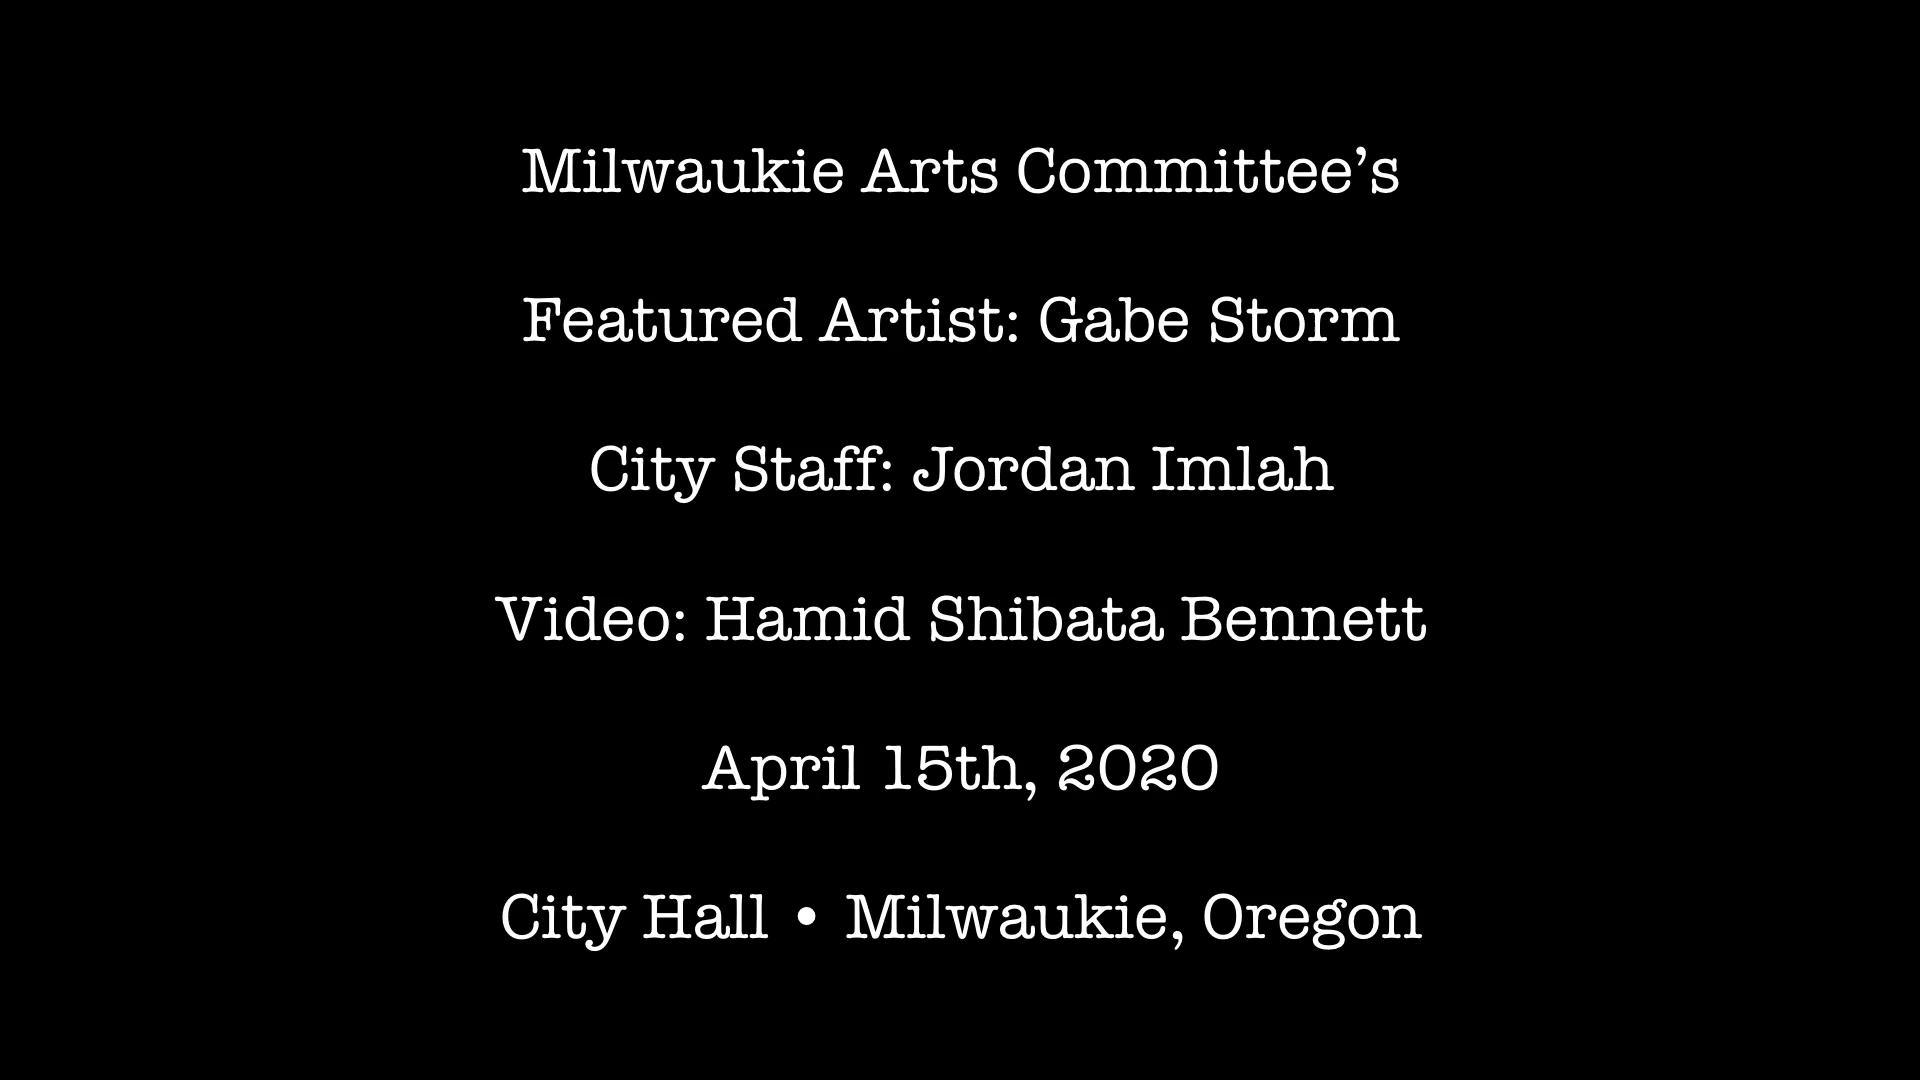 Milwaukie Arts Committee’s
Featured Artist: Gabe Storm
City Staff: Jordan Imlah
Video: Hamid Shibata Bennett
April 15th, 2020
City Hall • Milwaukie, Oregon